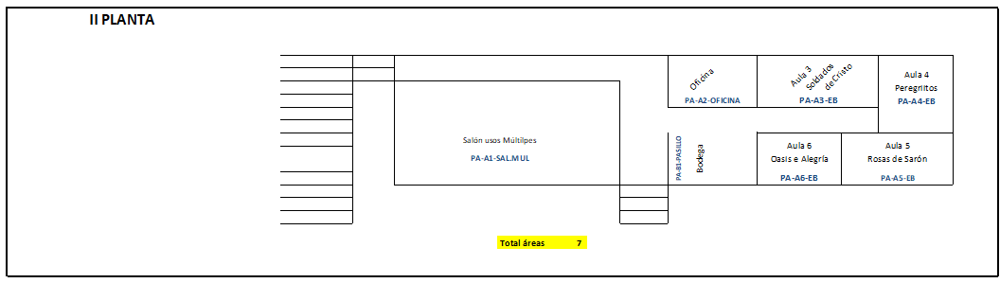 II PLANTA
Oficina
PA-A2-OFICINA
Aula 3
Soldados
de Cristo
PA-A3-EB
Aula 4
Peregriitos
PA-A4-EB
Salón usos Múltilpes
PA-A1-SAL.MUL
PA-B1-PASILLO
Bodega
Aula 6
Oasis e Alegría
PA-A6-EB
Aula 5
Rosas de Sarón
PA-A5-EB
Total áreas 7